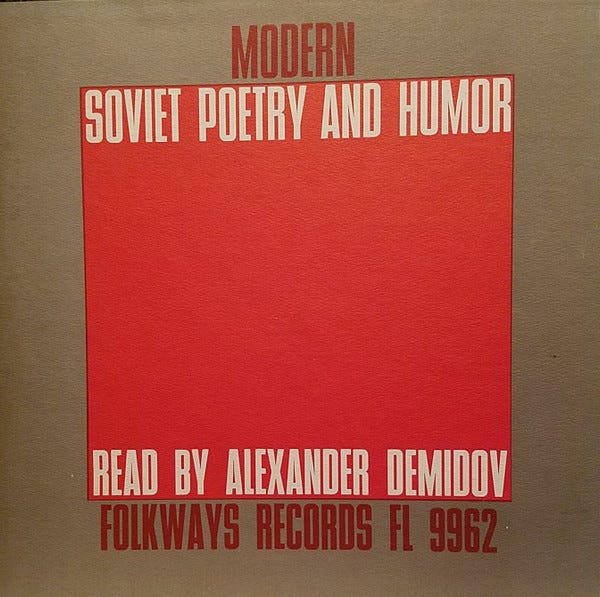 MODERN
SOVIET POETRY AND HUMOR
READ BY ALEXANDER DEMIDOV
FOLKWAYS RECORDS FL 9962